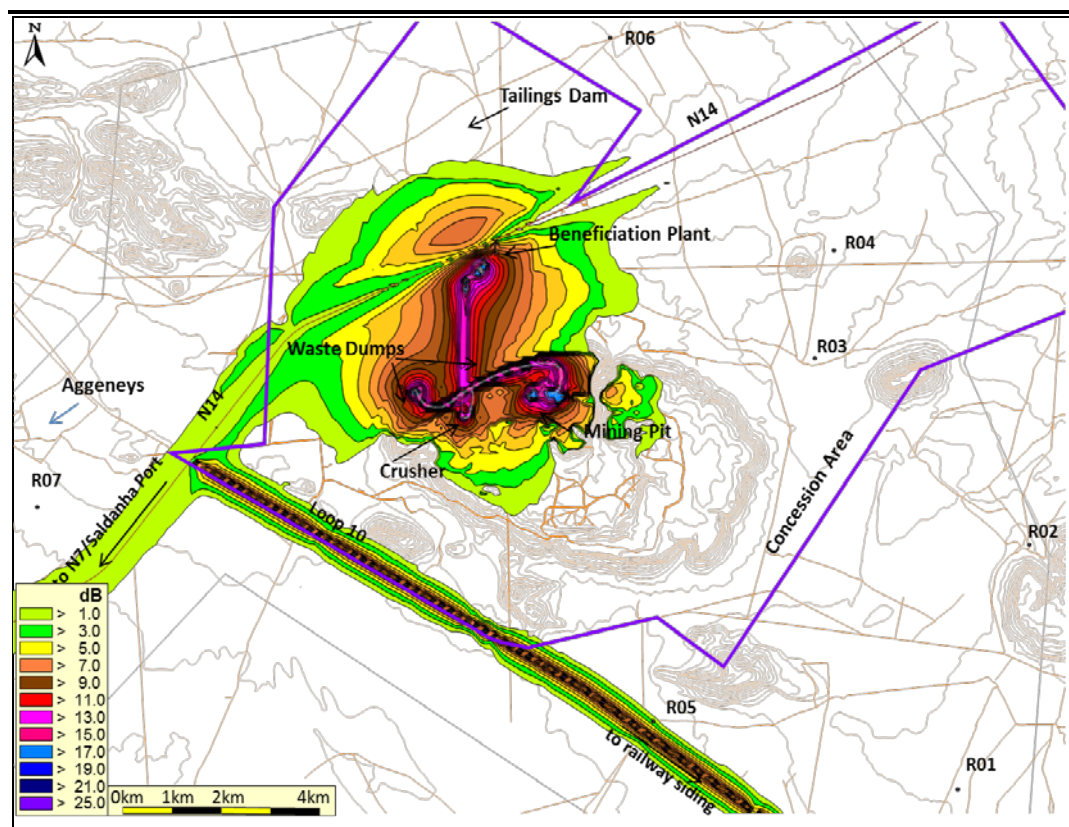 N
R06
Tailings Dam
N14
Beneficiation Plant
R04
Waste Dumps
R03
Aggeneys
N14
Mining Pit
Crusher
Concession Area
R07
to N7/Saldanha Port
Loop 10
R02
R05
to railway siding
R01
dB
> 1.0
> 3.0
> 5.0
> 7.0
> 9.0
> 11.0
> 13.0
> 15.0
> 17.0
> 19.0
> 21.0
> 25.0
0km 1km 2km 4km